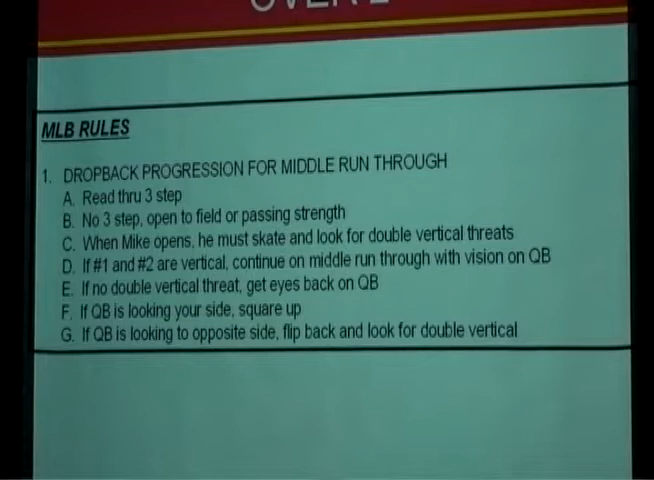 OVER 2
MLB RULES
1. DROPBACK PROGRESSION FOR MIDDLE RUN THROUGH
A. Read thru 3 step
B. No 3 step, open to field or passing strength
C. When Mike opens, he must skate and look for double vertical threats
D. If #1 and #2 are vertical, continue on middle run through with vision on QB
E. If no double vertical threat, get eyes back on QB
F. If QB is looking your side, square up
G. If QB is looking to opposite side, flip back and look for double vertical